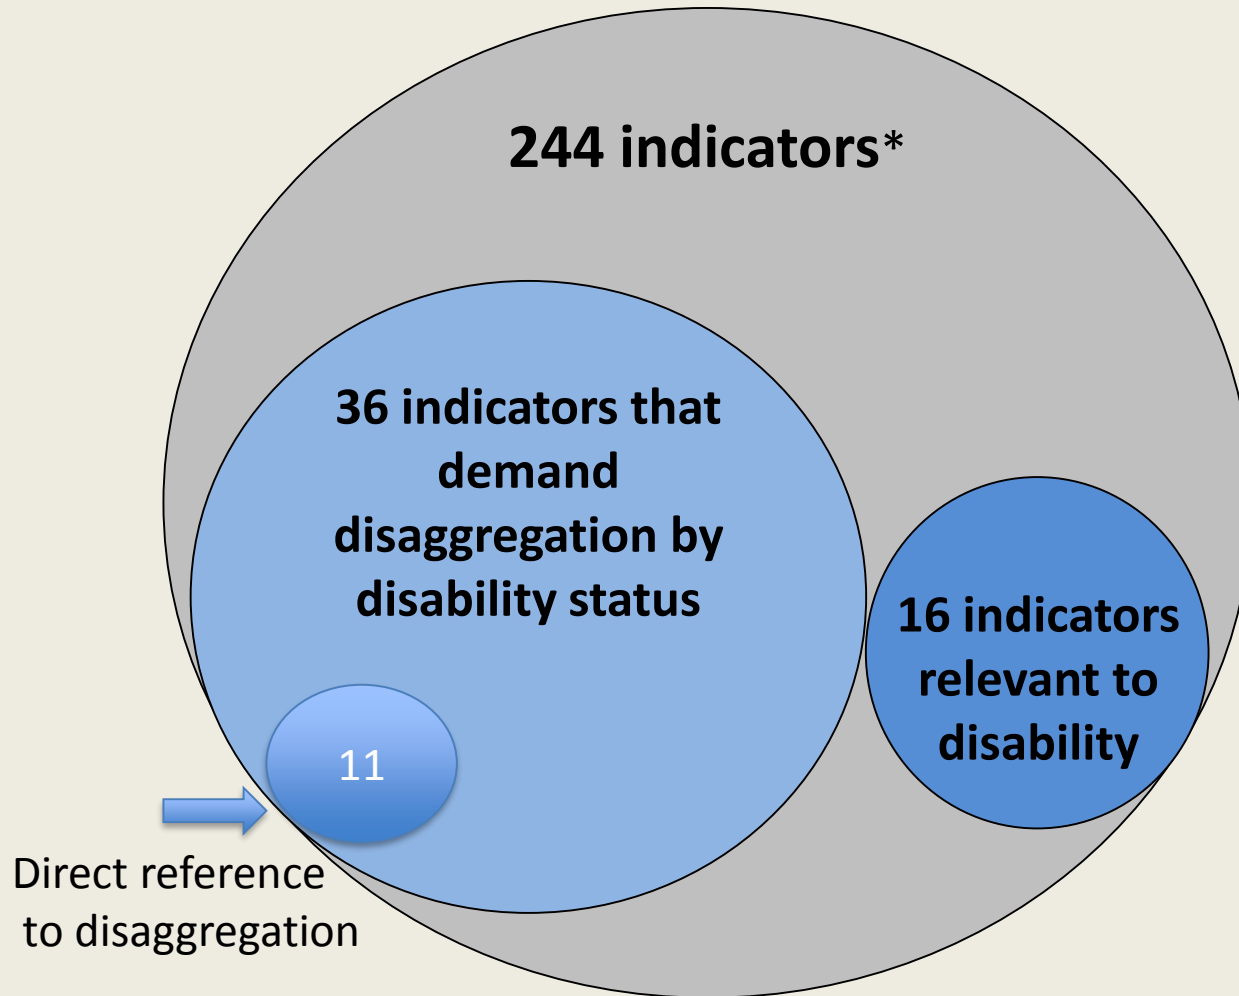 244 indicators*
36 indicators that
demand
disaggregation by
disability status
16 indicators
relevant to
disability
11
Direct reference
to disaggregation